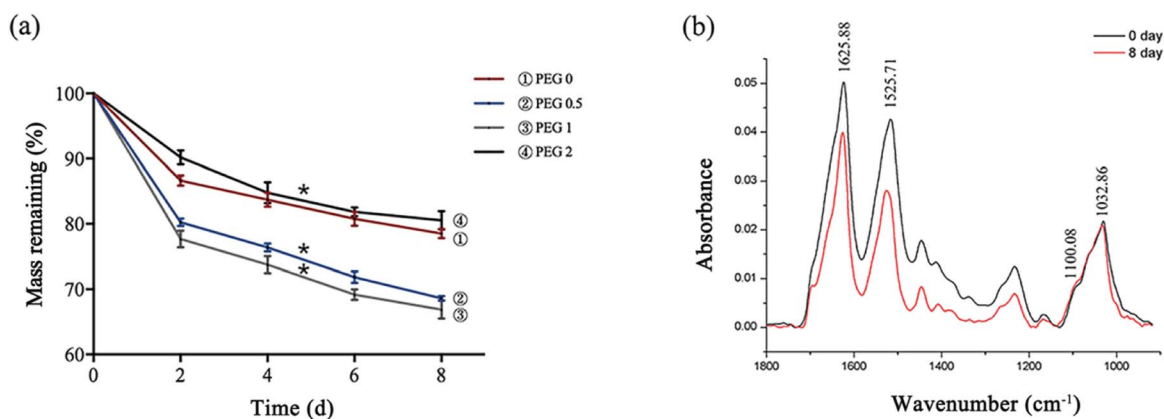 (a)
① PEG 0
② PEG 0.5
③ PEG 1
④ PEG 2
Mass remaining (%)
100
90
80
70
60
*
*
*
④
①
②
③
0 2 4 6 8
Time (d)
(b)
0 day
8 day
1625.88
1525.71
1100.08
1032.86
Absorbance
0.05
0.04
0.03
0.02
0.01
0.00
1800 1600 1400 1200 1000
Wavenumber (cm⁻¹)